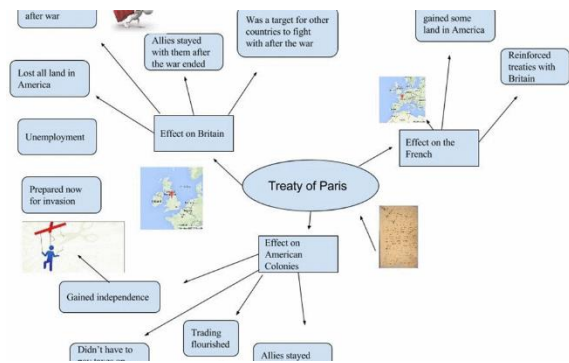 after war
Allies stayed
with them after
the war ended
Was a target for other
countries to fight
with after the war
gained some
land in America
Reinforced
treaties with
Britain
Lost all land in
America
Unemployment
Prepared now
for invasion
Effect on Britain
Effect on the
French
Treaty of Paris
Effect on
American
Colonies
Gained independence
Trading
flourished
Didn't have to
Allies stayed